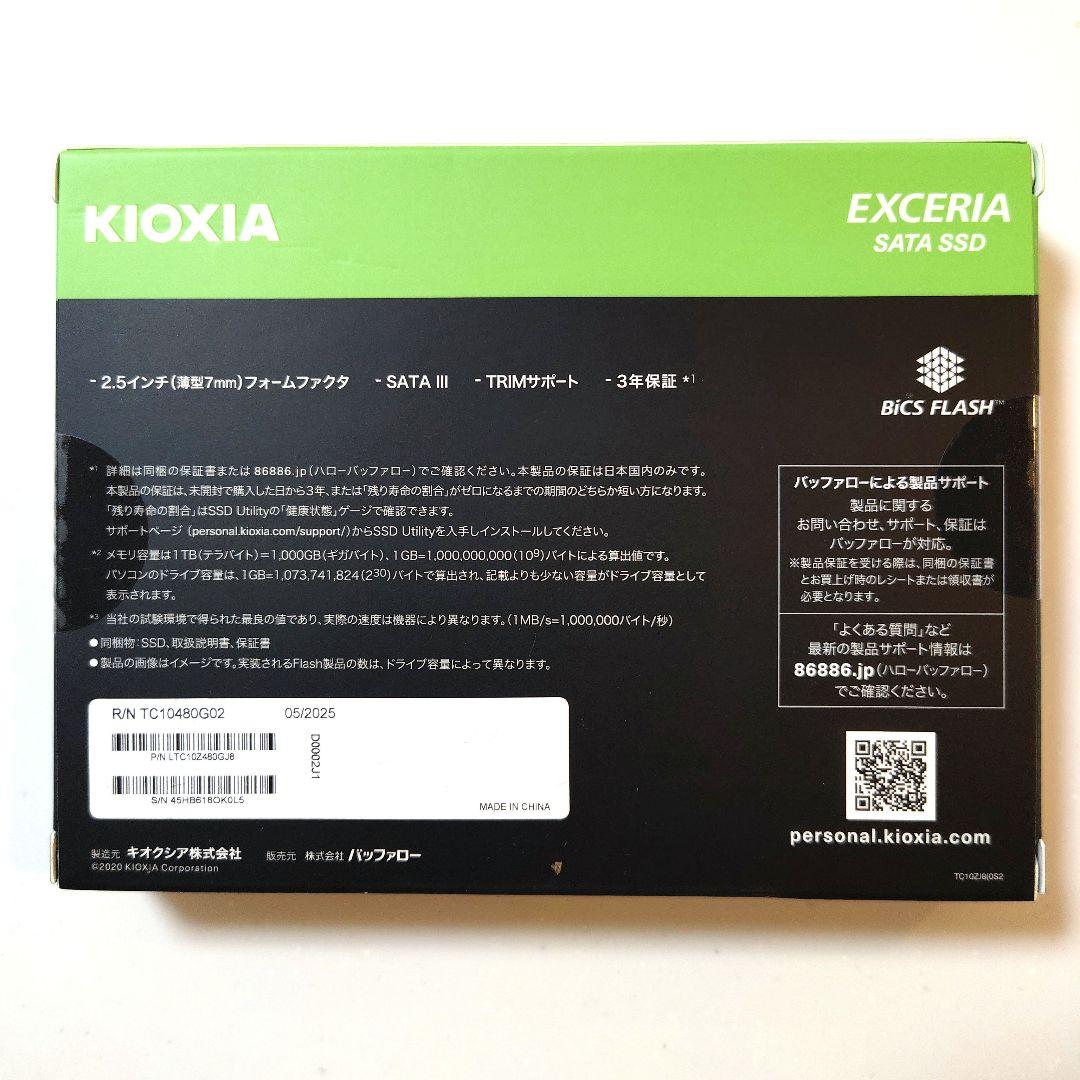 KIOXIA
EXCERIA
SATA SSD
- 2.5インチ(薄型7mm)フォームファクタ - SATA III - TRIMサポート - 3年保証 *1
BiCS FLASH™
*1 詳細は同梱の保証書または 86886.jp(ハローバッファロー)でご確認ください。本製品の保証は日本国内のみです。
本製品の保証は、未開封で購入した日から3年、または「残り寿命の割合」がゼロになるまでの期間のどちらか短い方になります。
「残り寿命の割合」はSSD Utilityの「健康状態」ゲージで確認できます。
サポートページ (personal.kioxia.com/support/)からSSD Utilityを入手しインストールしてください。
*2 メモリ容量は1TB(テラバイト)=1,000GB(ギガバイト)、1GB=1,000,000,000(10⁹)バイトによる算出値です。
パソコンのドライブ容量は、1GB=1,073,741,824(2³⁰)バイトで算出され、記載よりも少ない容量がドライブ容量として
表示されます。
*3 当社の試験環境で得られた最良の値であり、実際の速度は機器により異なります。(1MB/s=1,000,000バイト/秒)
●同梱物:SSD、取扱説明書、保証書
●製品の画像はイメージです。実装されるFlash製品の数は、ドライブ容量によって異なります。
バッファローによる製品サポート
製品に関する
お問い合わせ、サポート、保証は
バッファローが対応。
※製品保証を受ける際は、同梱の保証書
とお買上げ時のレシートまたは領収書が
必要となります。
「よくある質問」など
最新の製品サポート情報は
86886.jp(ハローバッファロー)
でご確認ください。
R/N TC10480G02 05/2025
P/N LTC10Z480GJ8
D0002J1
S/N 45HB618OK0L5
MADE IN CHINA
personal.kioxia.com
製造元 キオクシア株式会社 販売元 株式会社 バッファロー
©2020 KIOXIA Corporation